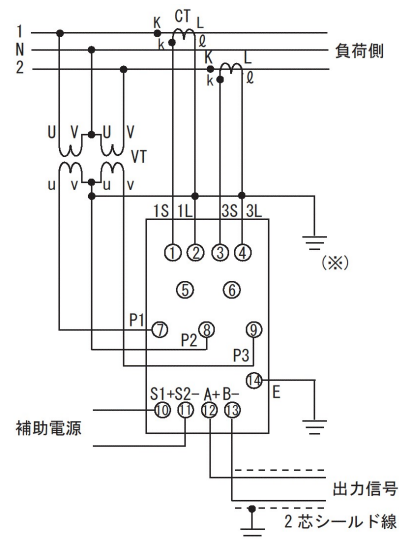 CT
K L
1
k ℓ
N
負荷側
K L
2
k ℓ
U V U V
VT
u v u v
1S 1L 3S 3L
(※)
① ② ③ ④
⑤ ⑥
P1 ⑦ ⑧ ⑨
P2
P3
⑭ E
S1+ S2- A+ B-
⑩ ⑪ ⑫ ⑬
補助電源
出力信号
2芯シールド線